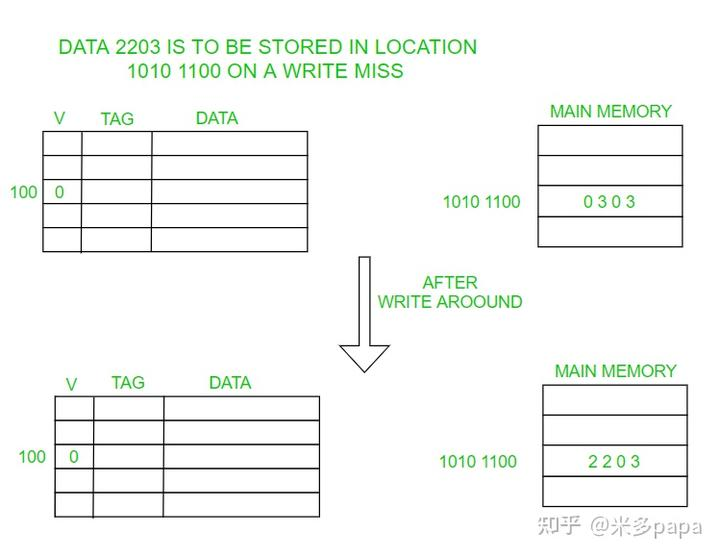 DATA 2203 IS TO BE STORED IN LOCATION
1010 1100 ON A WRITE MISS
V TAG DATA
MAIN MEMORY
100 0
1010 1100 0 3 0 3
AFTER
WRITE AROOUND
V TAG DATA
MAIN MEMORY
100 0
1010 1100 2 2 0 3
知乎 @米多papa